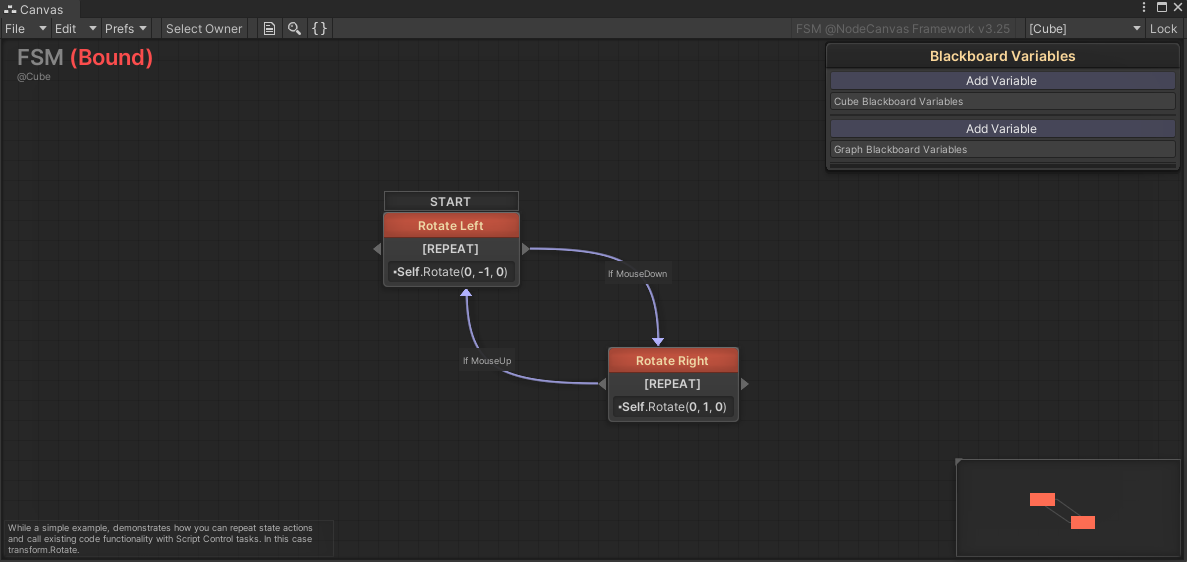 Canvas
File Edit Prefs Select Owner {} FSM @NodeCanvas Framework v3.25 [Cube] Lock
FSM (Bound)
@Cube
Blackboard Variables
Add Variable
Cube Blackboard Variables
Add Variable
Graph Blackboard Variables
START
Rotate Left
[REPEAT]
•Self.Rotate(0, -1, 0)
If MouseDown
If MouseUp
Rotate Right
[REPEAT]
•Self.Rotate(0, 1, 0)
While a simple example, demonstrates how you can repeat state actions
and call existing code functionality with Script Control tasks. In this case
transform.Rotate.